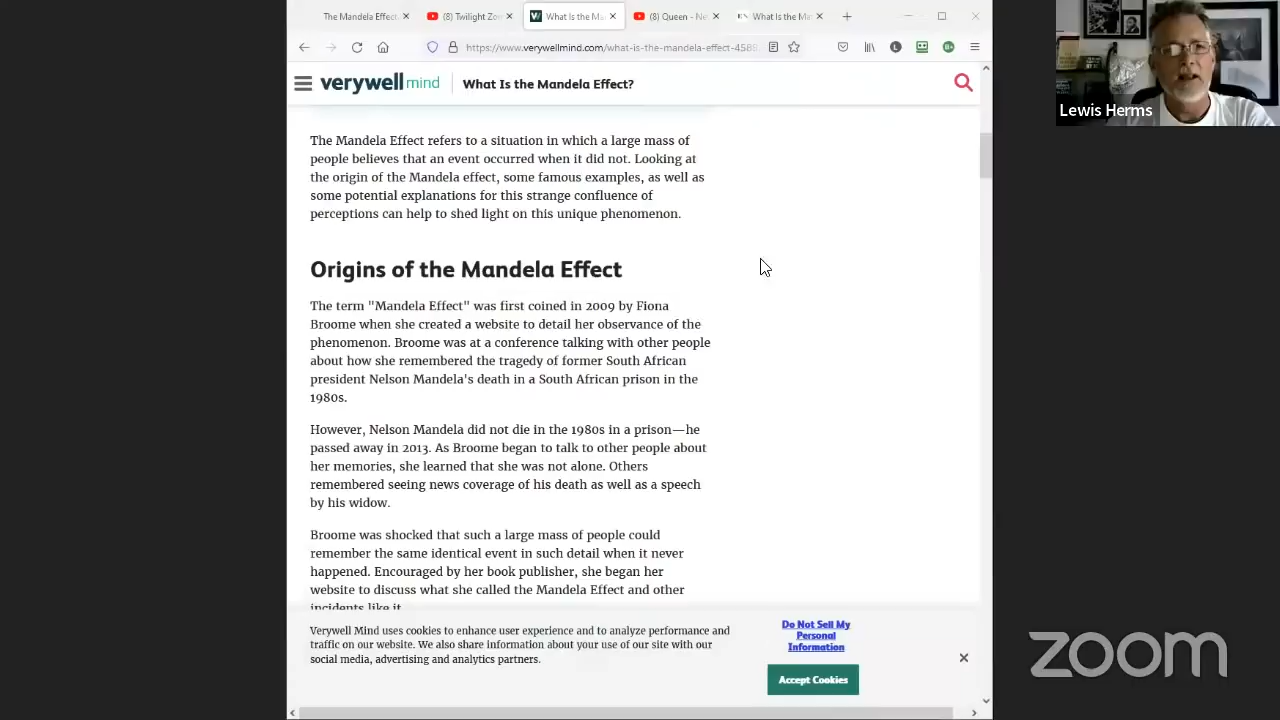 The Mandela Effect
(8) Twilight Zon
What Is the Ma
(8) Queen - Ne
What Is the Ma
https://www.verywellmind.com/what-is-the-mandela-effect-4589
verywell mind
What Is the Mandela Effect?
Lewis Herms
The Mandela Effect refers to a situation in which a large mass of
people believes that an event occurred when it did not. Looking at
the origin of the Mandela effect, some famous examples, as well as
some potential explanations for this strange confluence of
perceptions can help to shed light on this unique phenomenon.
Origins of the Mandela Effect
The term "Mandela Effect" was first coined in 2009 by Fiona
Broome when she created a website to detail her observance of the
phenomenon. Broome was at a conference talking with other people
about how she remembered the tragedy of former South African
president Nelson Mandela's death in a South African prison in the
1980s.
However, Nelson Mandela did not die in the 1980s in a prison—he
passed away in 2013. As Broome began to talk to other people about
her memories, she learned that she was not alone. Others
remembered seeing news coverage of his death as well as a speech
by his widow.
Broome was shocked that such a large mass of people could
remember the same identical event in such detail when it never
happened. Encouraged by her book publisher, she began her
website to discuss what she called the Mandela Effect and other
incidents like it.
Verywell Mind uses cookies to enhance user experience and to analyze performance and
traffic on our website. We also share information about your use of our site with our
social media, advertising and analytics partners.
Do Not Sell My
Personal
Information
Accept Cookies
zoom